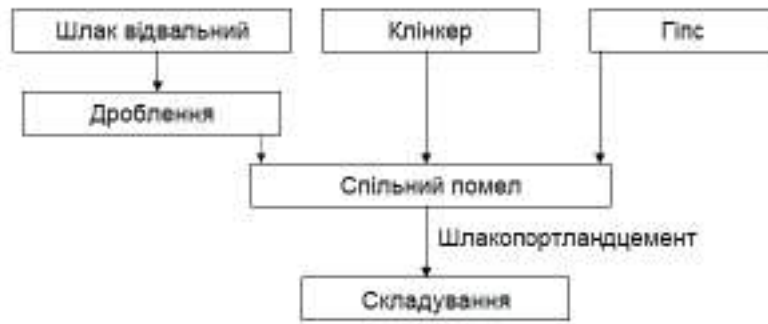 Шлак відвальний
Клінкер
Гіпс
Дроблення
Спільний помел
Шлакопортландцемент
Складування